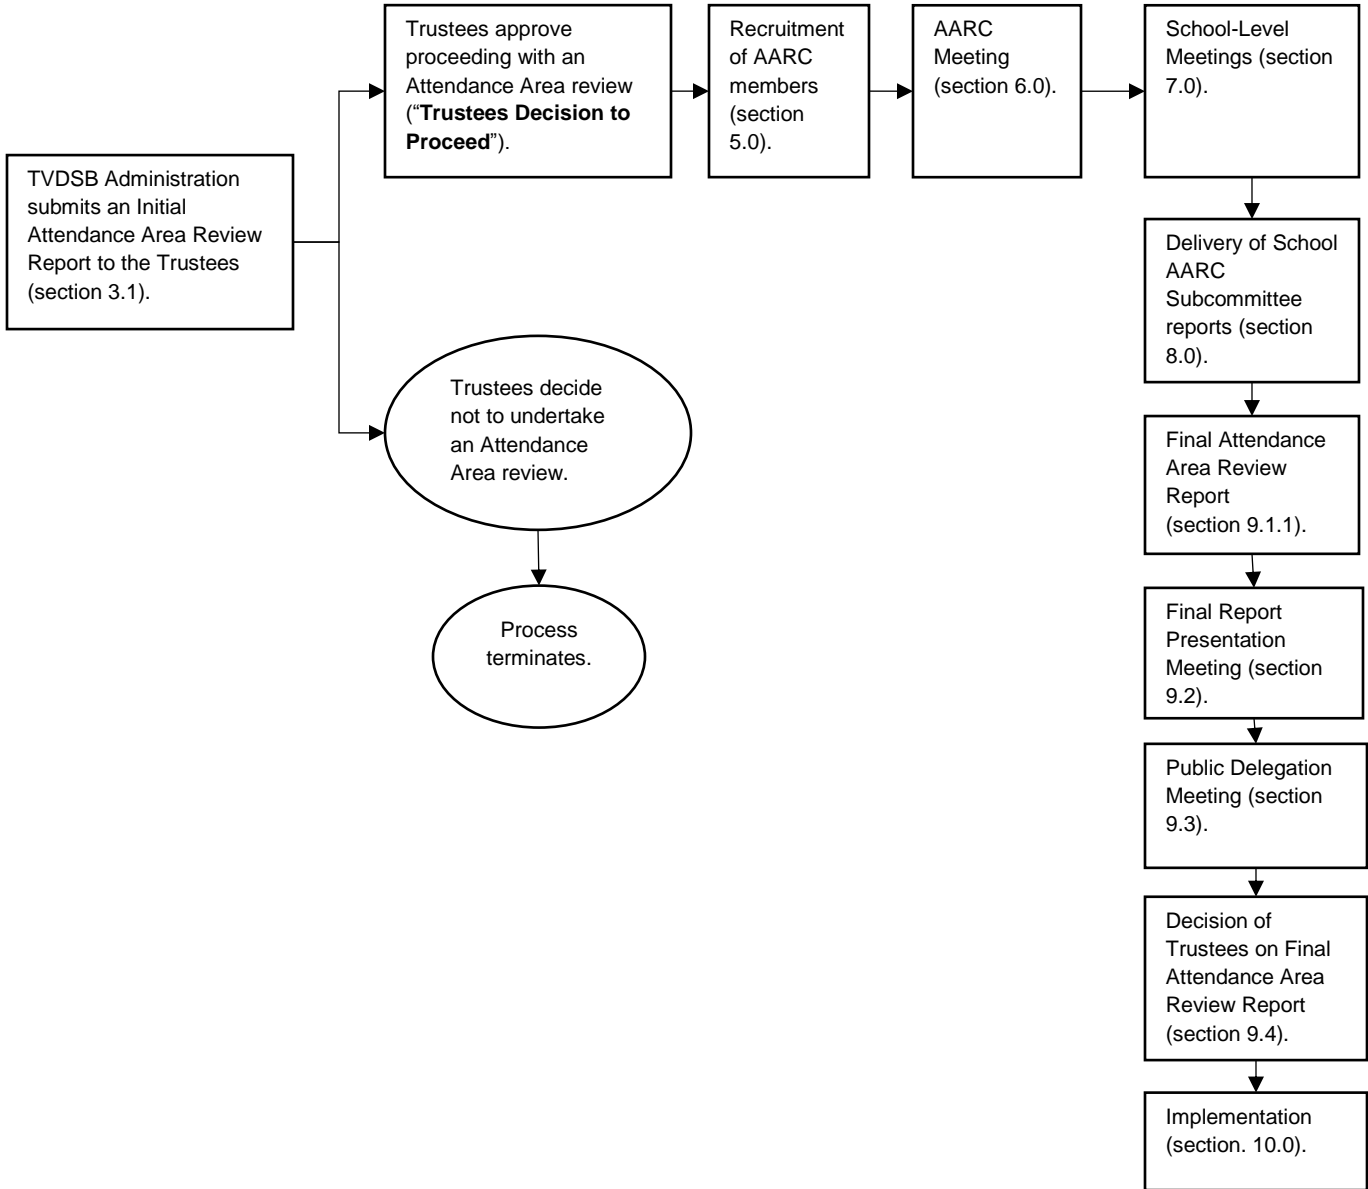 TVDSB Administration
submits an Initial
Attendance Area Review
Report to the Trustees
(section 3.1).
Trustees approve
proceeding with an
Attendance Area review
(“Trustees Decision to
Proceed”).
Recruitment
of AARC
members
(section
5.0).
AARC
Meeting
(section 6.0).
School-Level
Meetings (section
7.0).
Trustees decide
not to undertake
an Attendance
Area review.
Process
terminates.
Delivery of School
AARC
Subcommittee
reports (section
8.0).
Final Attendance
Area Review
Report
(section 9.1.1).
Final Report
Presentation
Meeting (section
9.2).
Public Delegation
Meeting (section
9.3).
Decision of
Trustees on Final
Attendance Area
Review Report
(section 9.4).
Implementation
(section. 10.0).